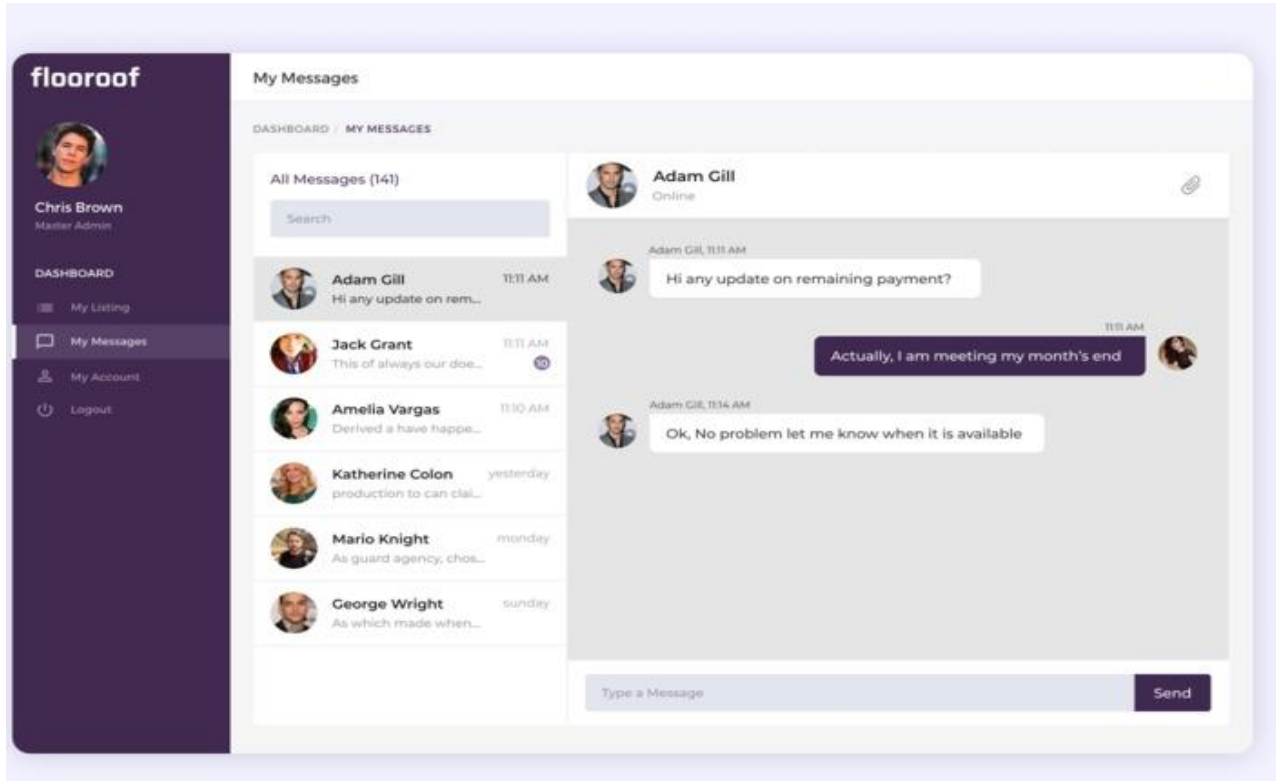 flooroof
Chris Brown
Master Admin
DASHBOARD
My Listing
My Messages
My Account
Logout
My Messages
DASHBOARD / MY MESSAGES
All Messages (141)
Search
Adam Gill 11:11 AM
Hi any update on rem...
Jack Grant 11:11 AM
This of always our doe... 10
Amelia Vargas 11:10 AM
Derived a have happe...
Katherine Colon yesterday
production to can clai...
Mario Knight monday
As guard agency, chos...
George Wright sunday
As which made when...
Adam Gill
Online
Adam Gill, 11:11 AM
Hi any update on remaining payment?
11:11 AM
Actually, I am meeting my month's end
Adam Gill, 11:14 AM
Ok, No problem let me know when it is available
Type a Message
Send